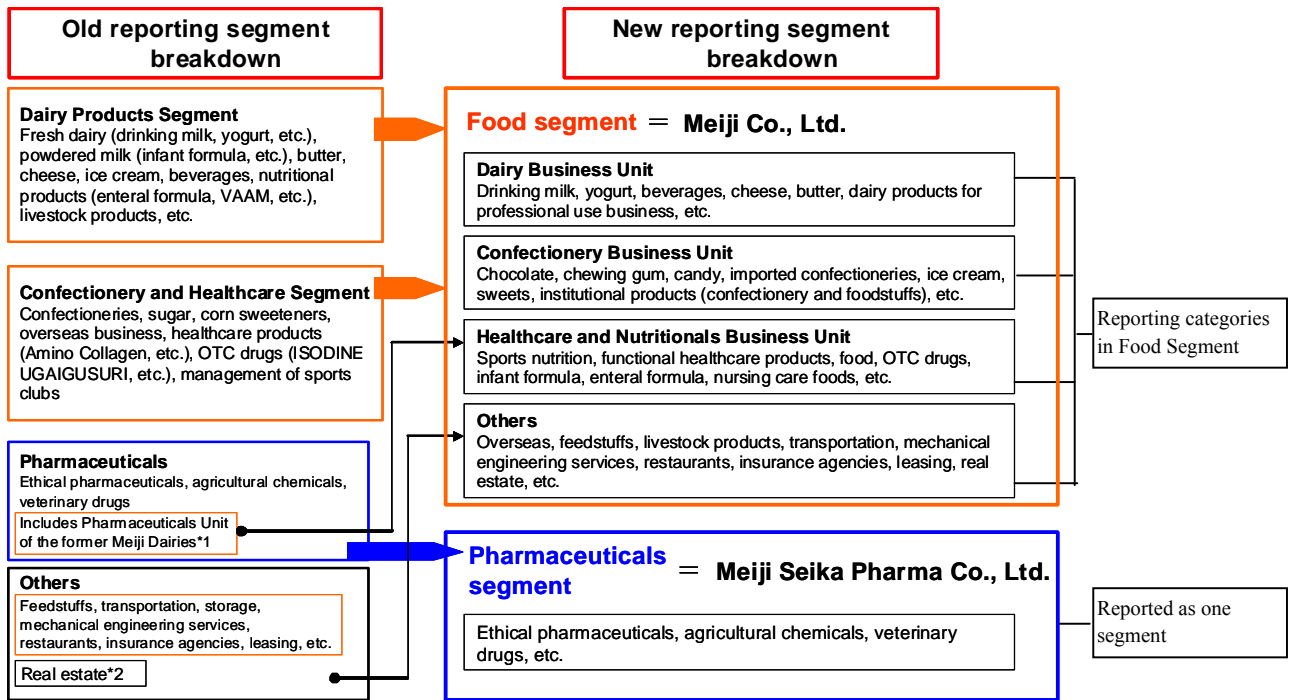 Old reporting segment
breakdown
New reporting segment
breakdown
Dairy Products Segment
Fresh dairy (drinking milk, yogurt, etc.),
powdered milk (infant formula, etc.), butter,
cheese, ice cream, beverages, nutritional
products (enteral formula, VAAM, etc.),
livestock products, etc.
Confectionery and Healthcare Segment
Confectioneries, sugar, corn sweeteners,
overseas business, healthcare products
(Amino Collagen, etc.), OTC drugs (ISODINE
UGAIGUSURI, etc.), management of sports
clubs
Pharmaceuticals
Ethical pharmaceuticals, agricultural chemicals,
veterinary drugs
Includes Pharmaceuticals Unit
of the former Meiji Dairies*1
Others
Feedstuffs, transportation, storage,
mechanical engineering services,
restaurants, insurance agencies, leasing, etc.
Real estate*2
Food segment = Meiji Co., Ltd.
Dairy Business Unit
Drinking milk, yogurt, beverages, cheese, butter, dairy products for
professional use business, etc.
Confectionery Business Unit
Chocolate, chewing gum, candy, imported confectioneries, ice cream,
sweets, institutional products (confectionery and foodstuffs), etc.
Healthcare and Nutritionals Business Unit
Sports nutrition, functional healthcare products, food, OTC drugs,
infant formula, enteral formula, nursing care foods, etc.
Others
Overseas, feedstuffs, livestock products, transportation, mechanical
engineering services, restaurants, insurance agencies, leasing, real
estate, etc.
Reporting categories
in Food Segment
Pharmaceuticals
segment = Meiji Seika Pharma Co., Ltd.
Ethical pharmaceuticals, agricultural chemicals, veterinary
drugs, etc.
Reported as one
segment